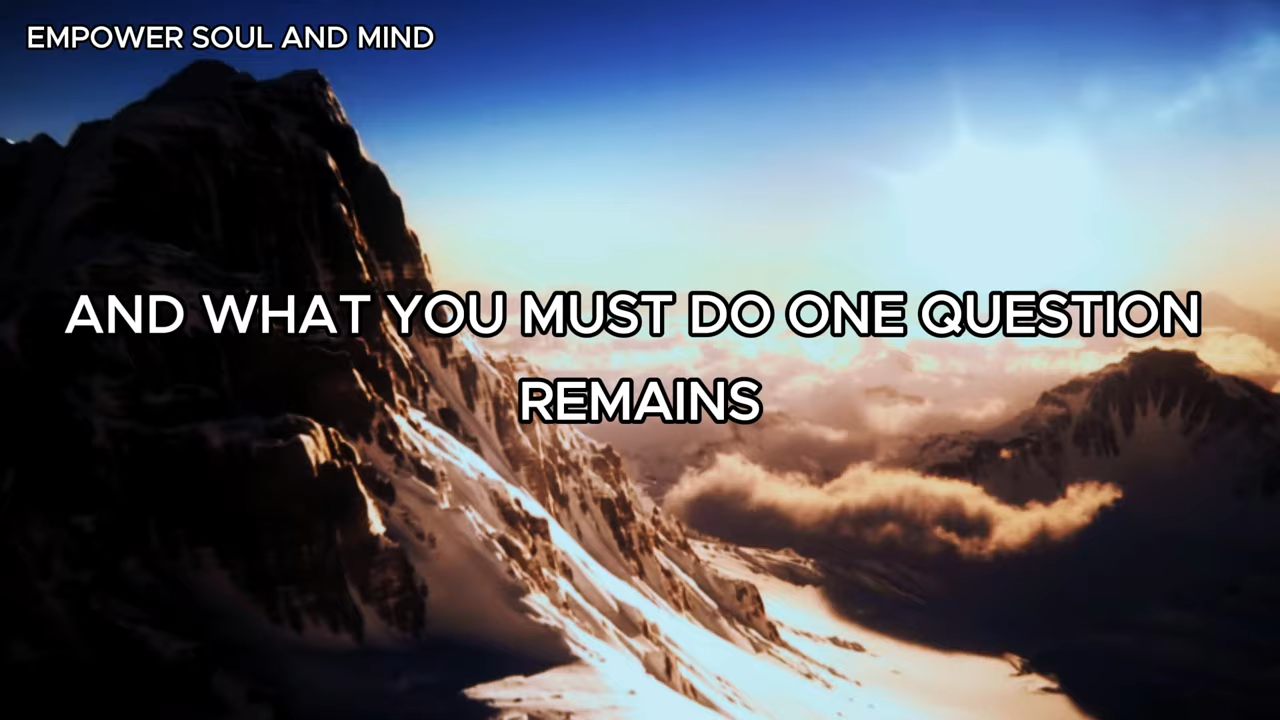 EMPOWER SOUL AND MIND
AND WHAT YOU MUST DO ONE QUESTION
REMAINS